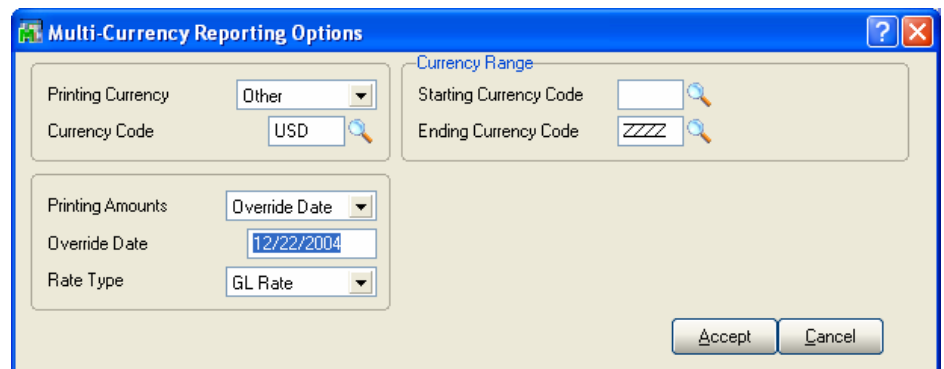 Multi-Currency Reporting Options
Printing Currency Other
Currency Code USD
Currency Range
Starting Currency Code
Ending Currency Code ZZZZ
Printing Amounts Override Date
Override Date 12/22/2004
Rate Type GL Rate
Accept Cancel